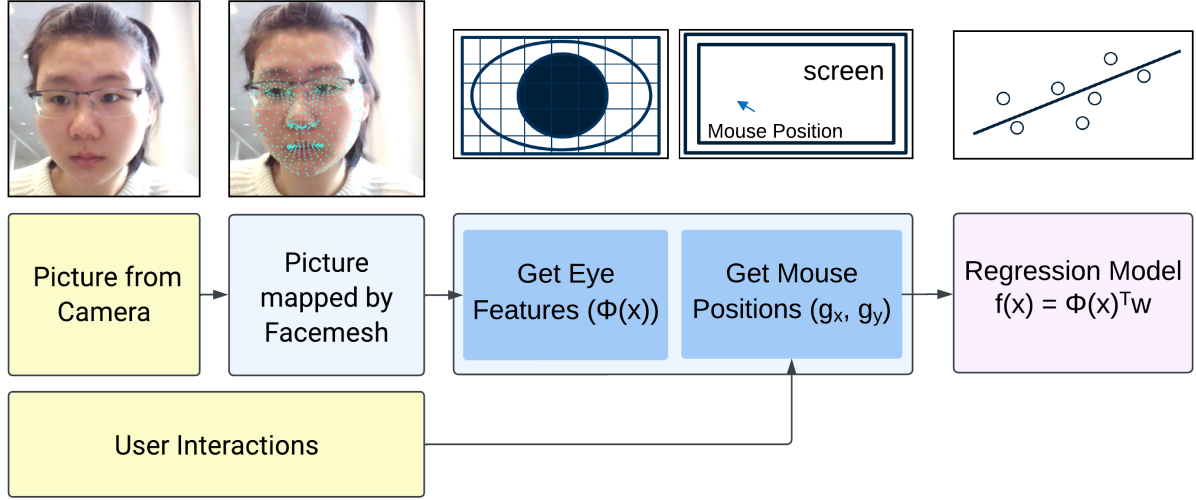 screen
Mouse Position
Picture from
Camera
Picture
mapped by
Facemesh
Get Eye
Features (Φ(x))
Get Mouse
Positions (gₓ, gᵧ)
Regression Model
f(x) = Φ(x)ᵀw
User Interactions